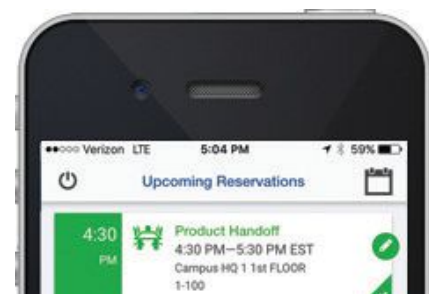 Verizon LTE 5:04 PM 59%
Upcoming Reservations
4:30
PM
Product Handoff
4:30 PM–5:30 PM EST
Campus HQ 1 1st FLOOR
1-100